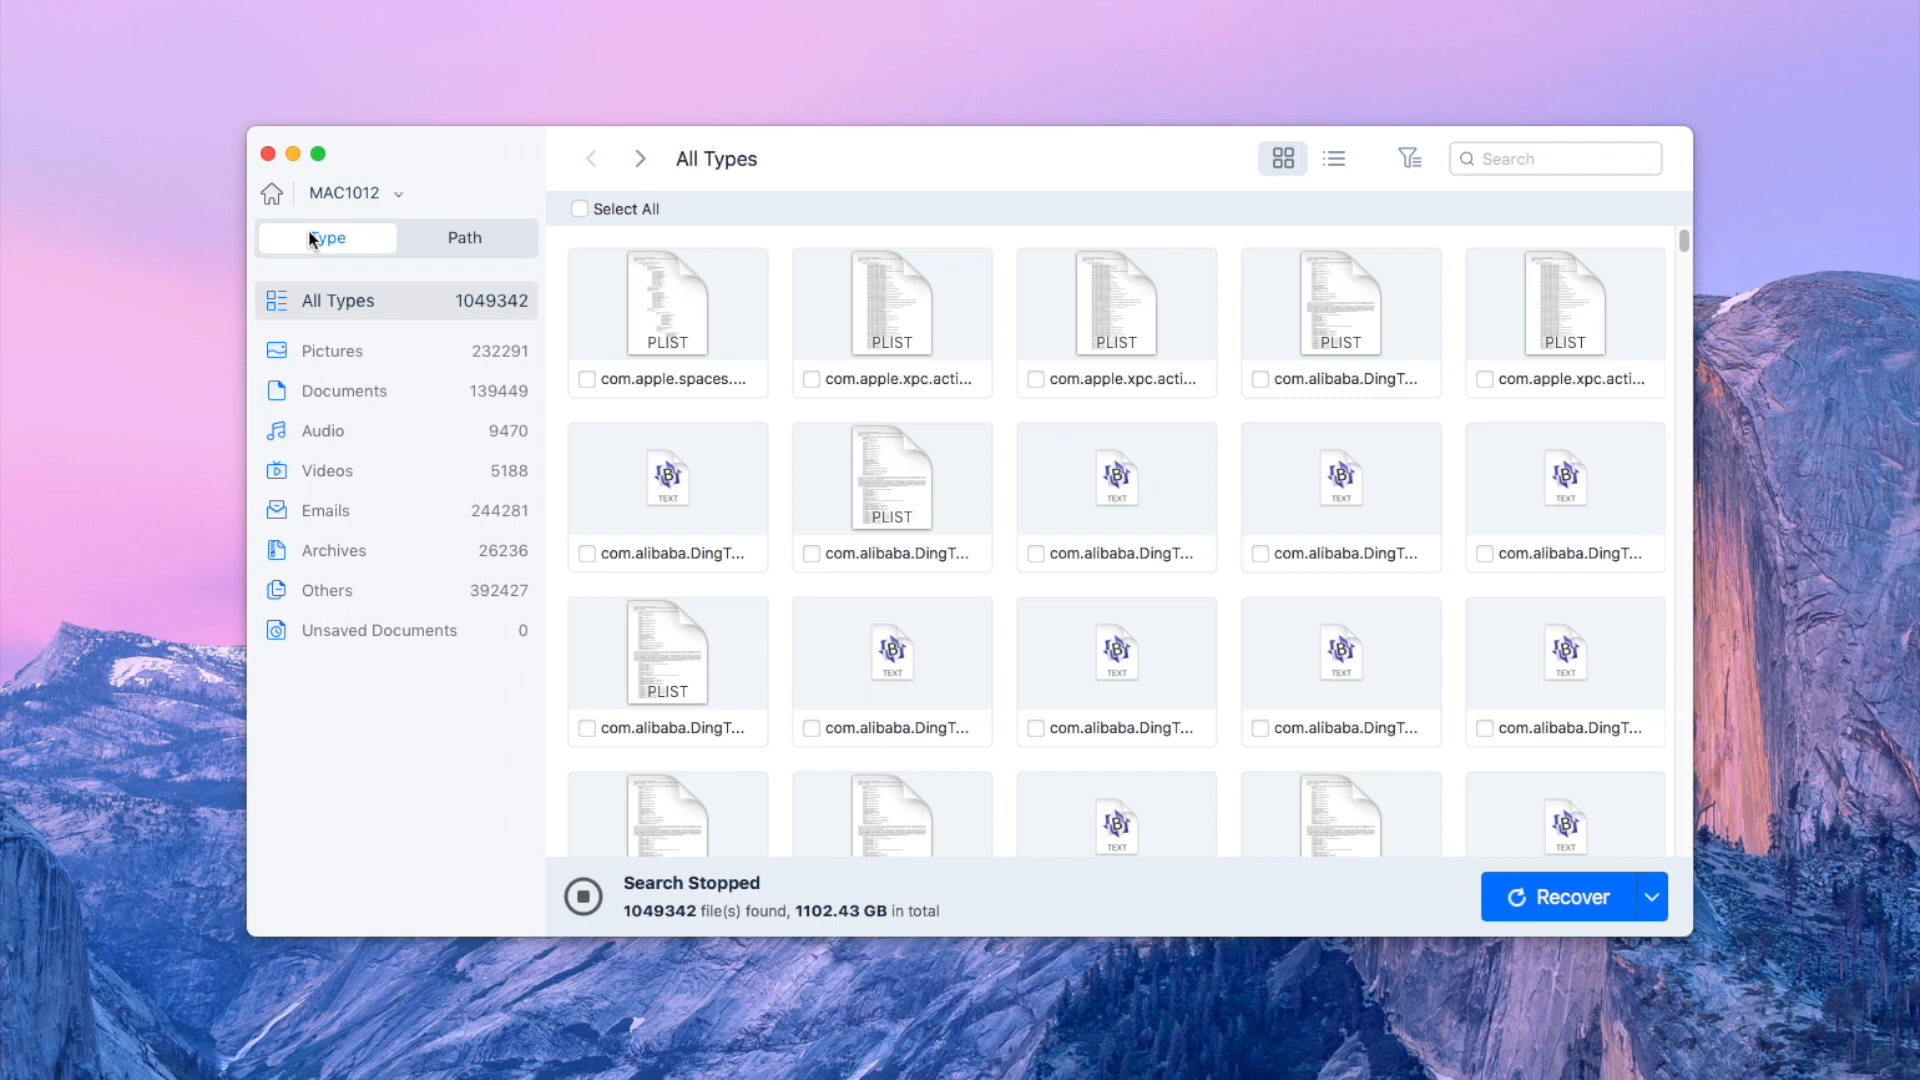 MAC1012
Type
Path
All Types 1049342
Pictures 232291
Documents 139449
Audio 9470
Videos 5188
Emails 244281
Archives 26236
Others 392427
Unsaved Documents 0
All Types
Search
Select All
PLIST PLIST PLIST PLIST PLIST
com.apple.spaces.... com.apple.xpc.acti... com.apple.xpc.acti... com.alibaba.DingT... com.apple.xpc.acti...
B B B B
TEXT PLIST TEXT TEXT TEXT
com.alibaba.DingT... com.alibaba.DingT... com.alibaba.DingT... com.alibaba.DingT... com.alibaba.DingT...
B B B B
PLIST TEXT TEXT TEXT TEXT
com.alibaba.DingT... com.alibaba.DingT... com.alibaba.DingT... com.alibaba.DingT... com.alibaba.DingT...
B B
TEXT TEXT
Search Stopped
1049342 file(s) found, 1102.43 GB in total
Recover